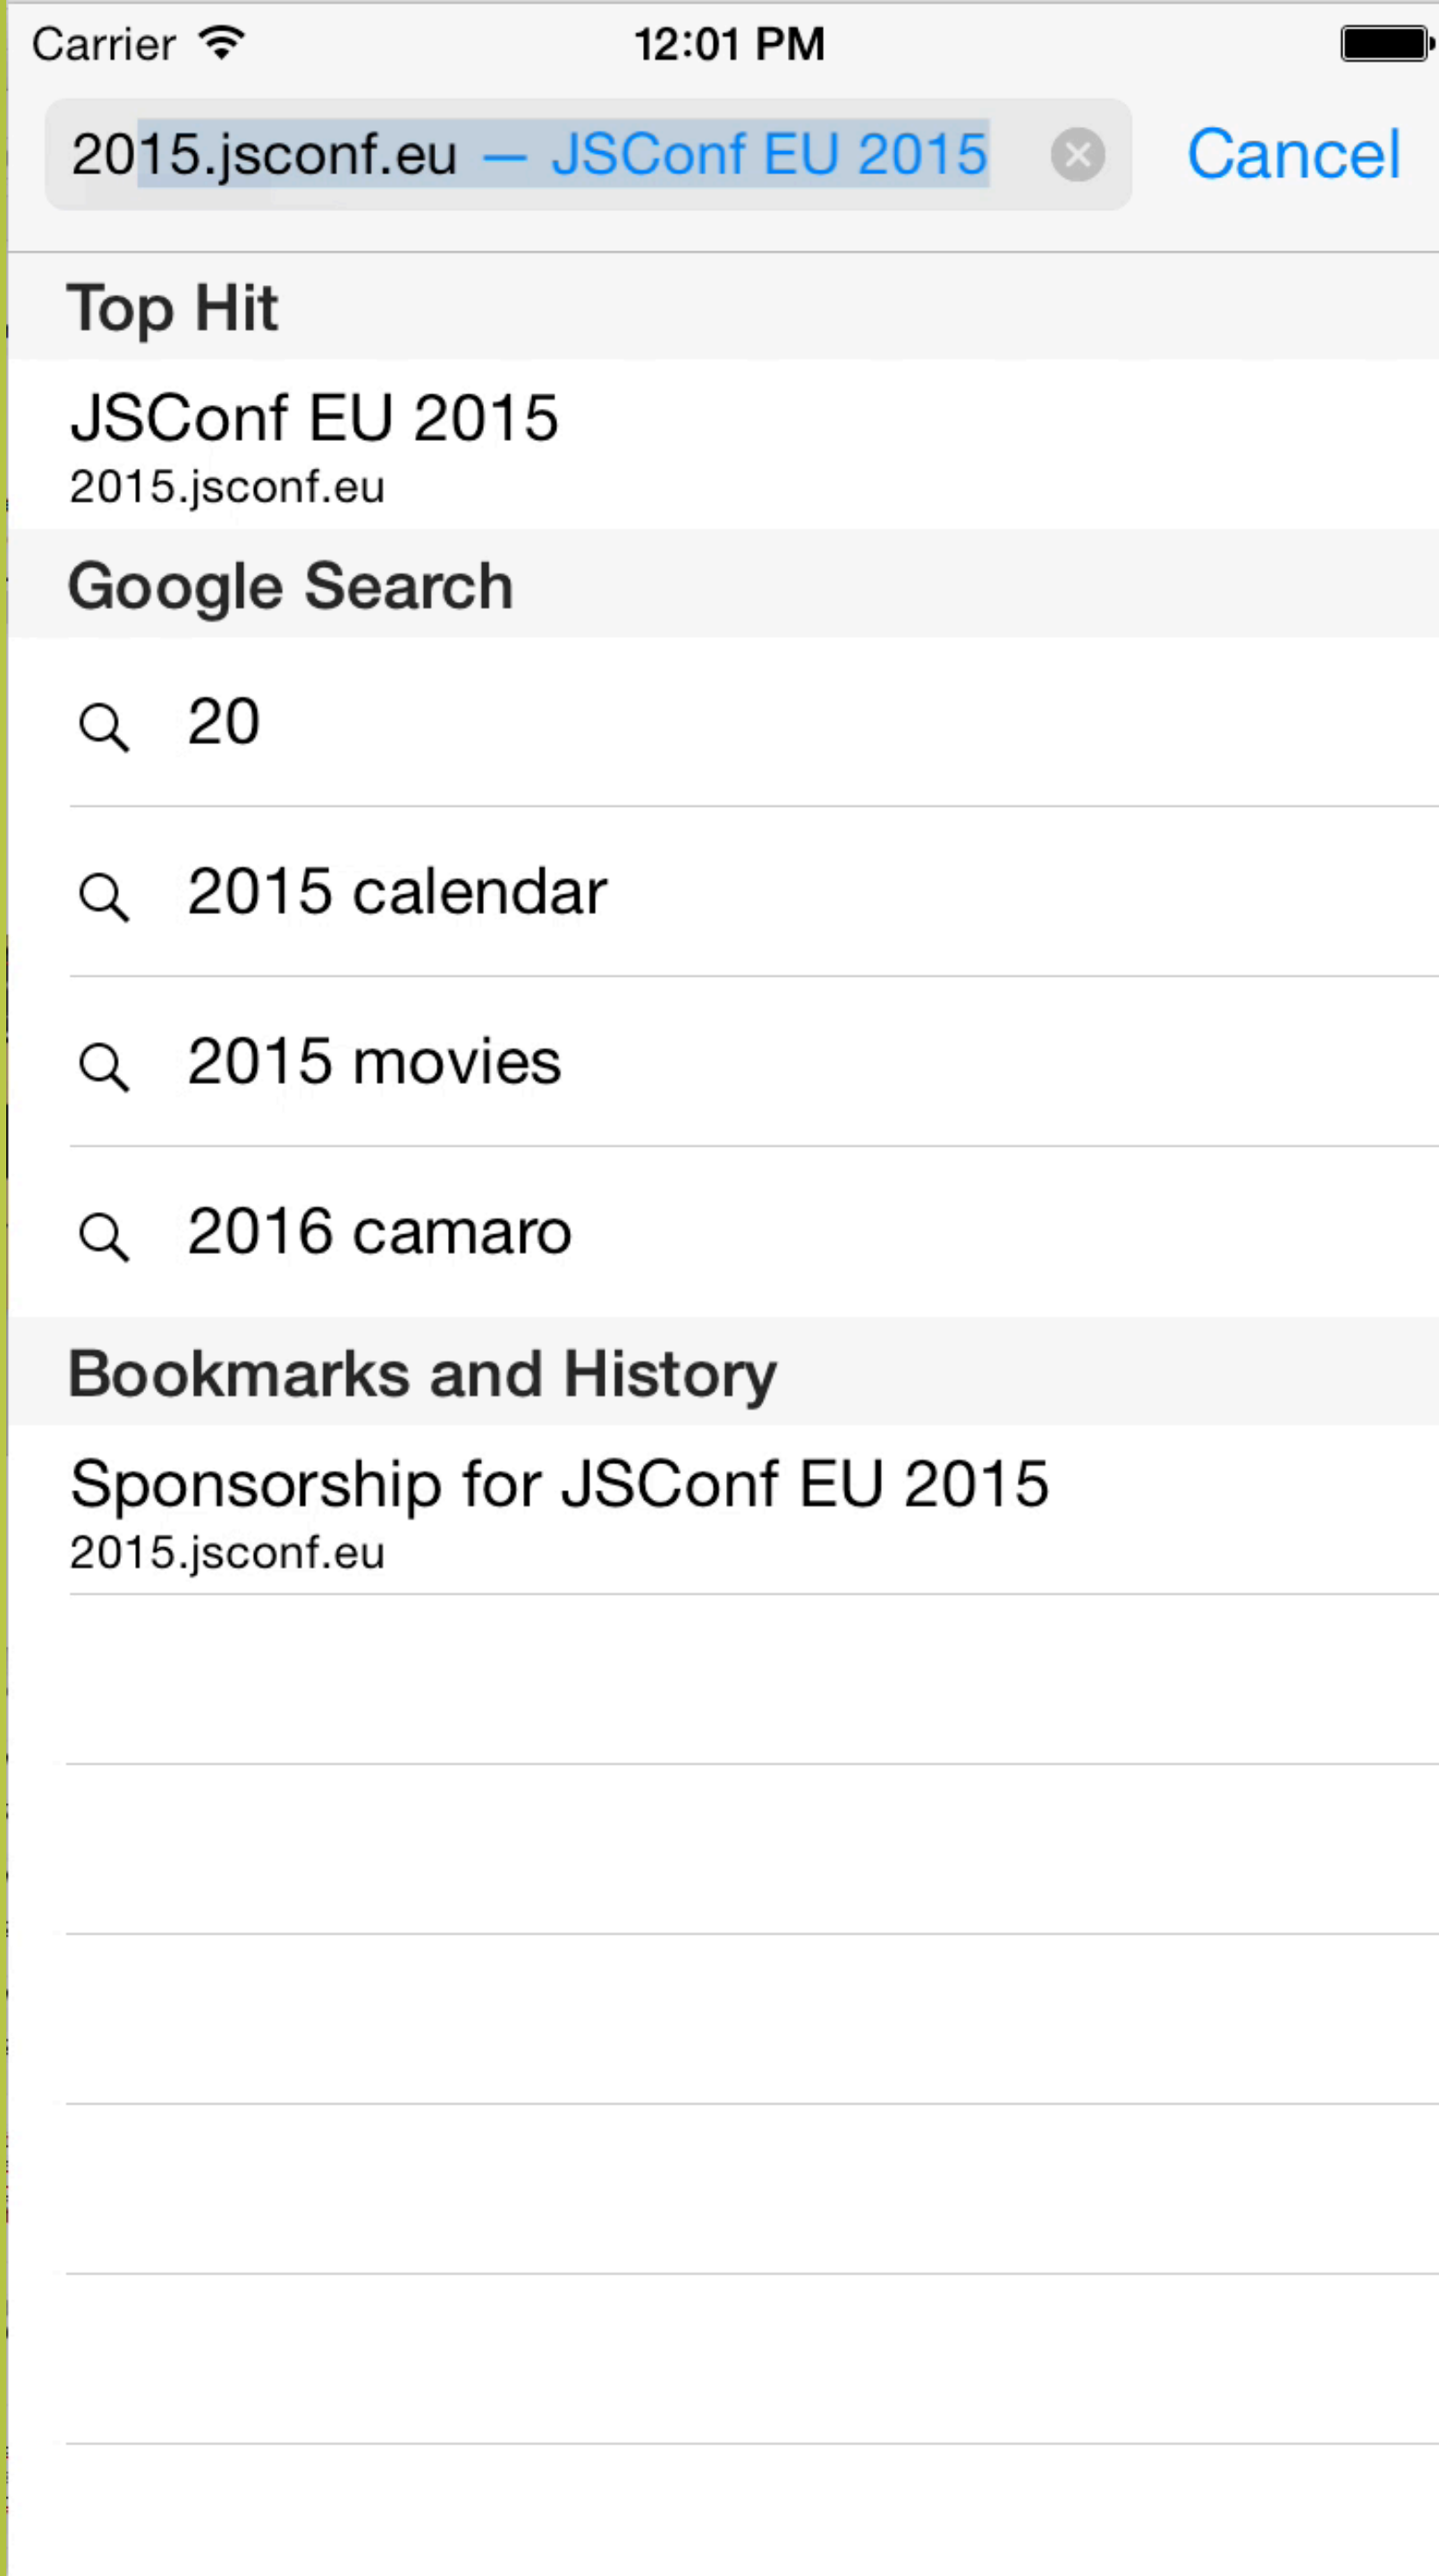 Carrier 12:01 PM
2015.jsconf.eu — JSConf EU 2015 Cancel
Top Hit
JSConf EU 2015
2015.jsconf.eu
Google Search
20
2015 calendar
2015 movies
2016 camaro
Bookmarks and History
Sponsorship for JSConf EU 2015
2015.jsconf.eu